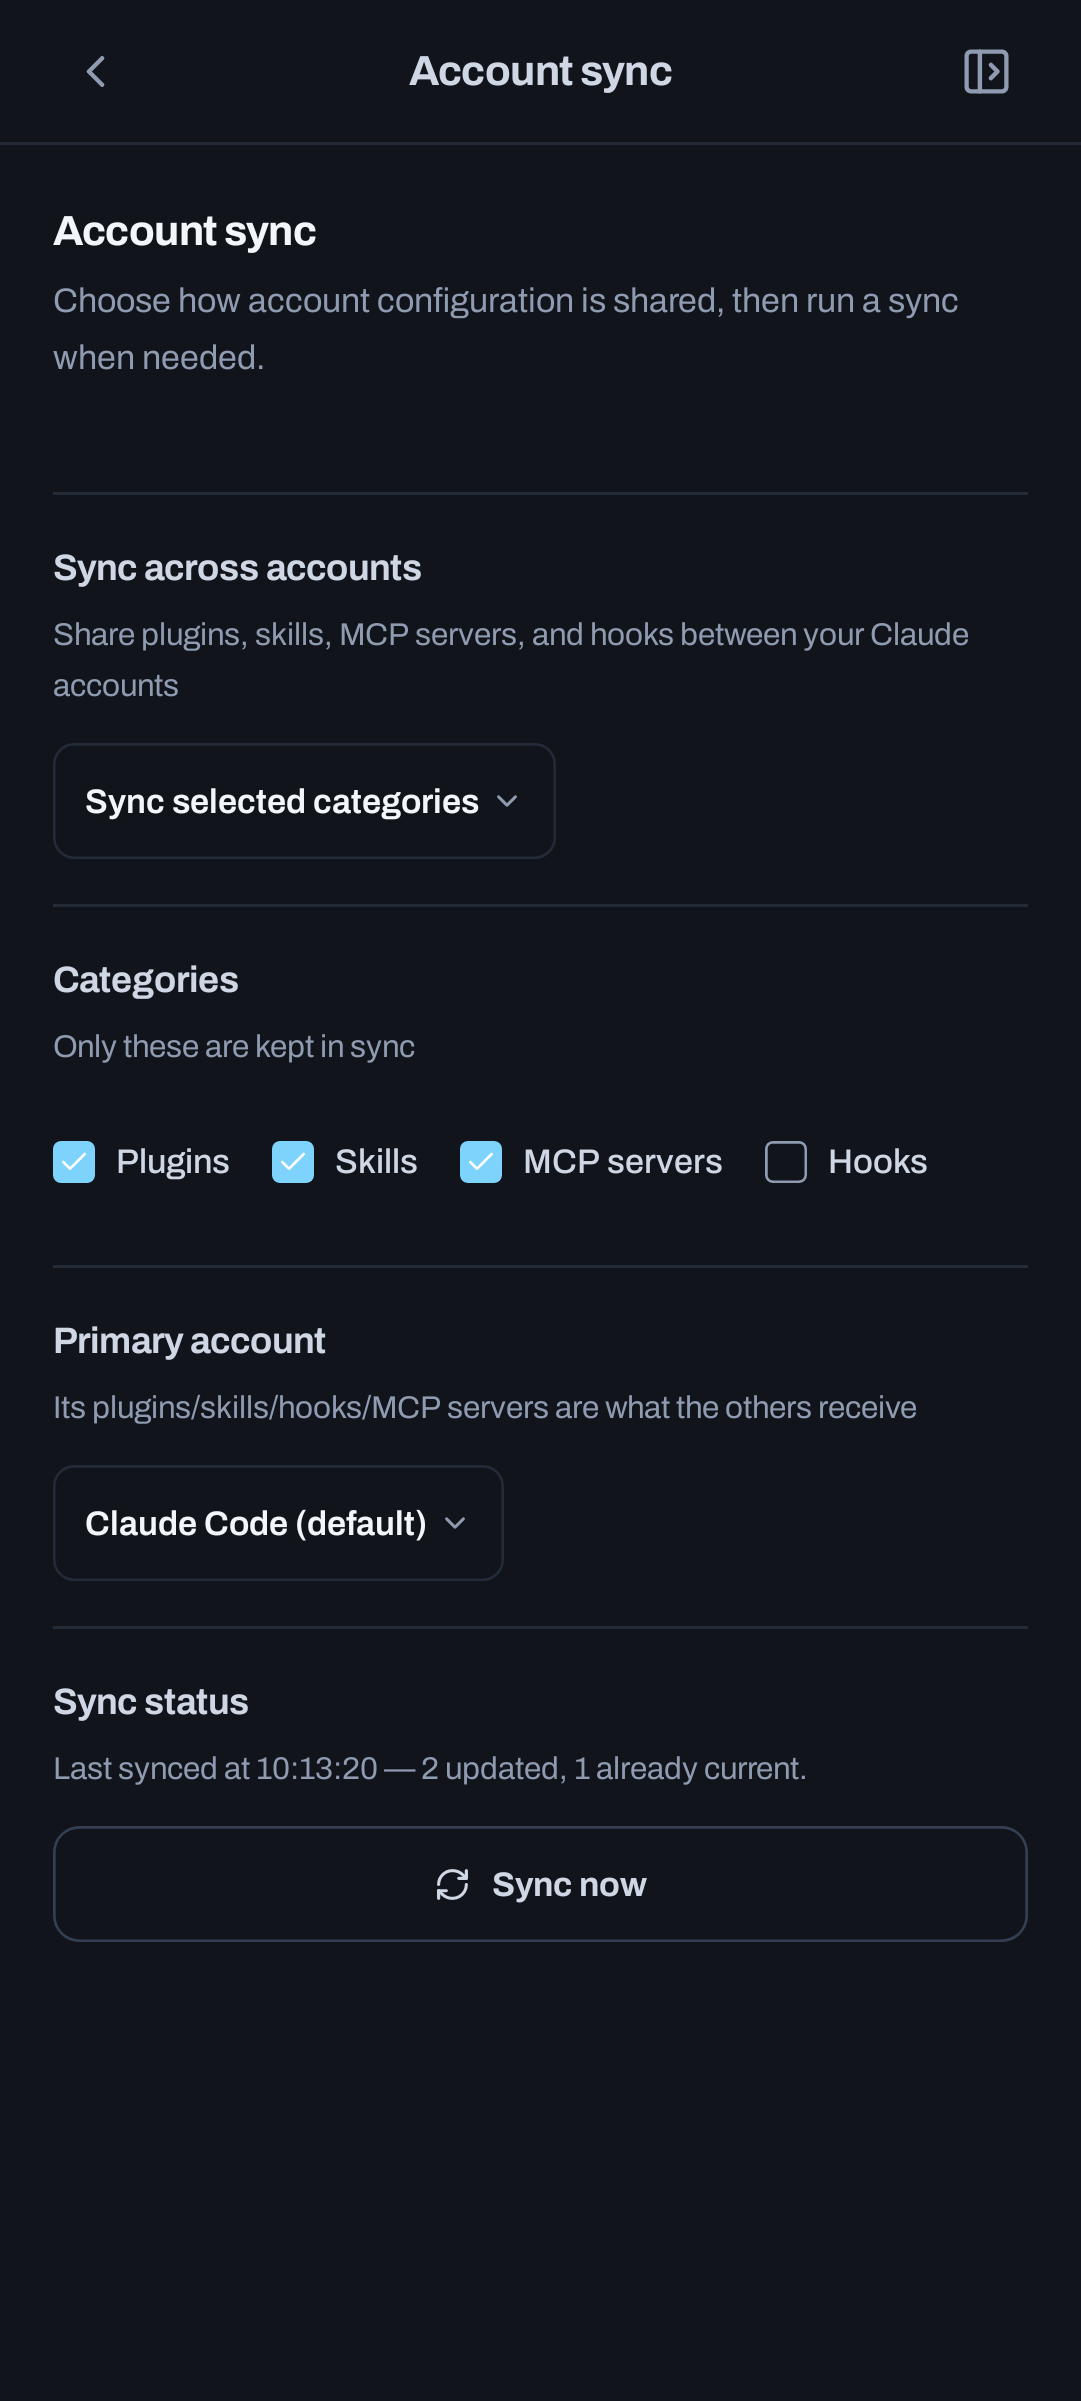 Account sync
Account sync
Choose how account configuration is shared, then run a sync
when needed.
Sync across accounts
Share plugins, skills, MCP servers, and hooks between your Claude
accounts
Sync selected categories
Categories
Only these are kept in sync
Plugins Skills MCP servers Hooks
Primary account
Its plugins/skills/hooks/MCP servers are what the others receive
Claude Code (default)
Sync status
Last synced at 10:13:20 — 2 updated, 1 already current.
Sync now